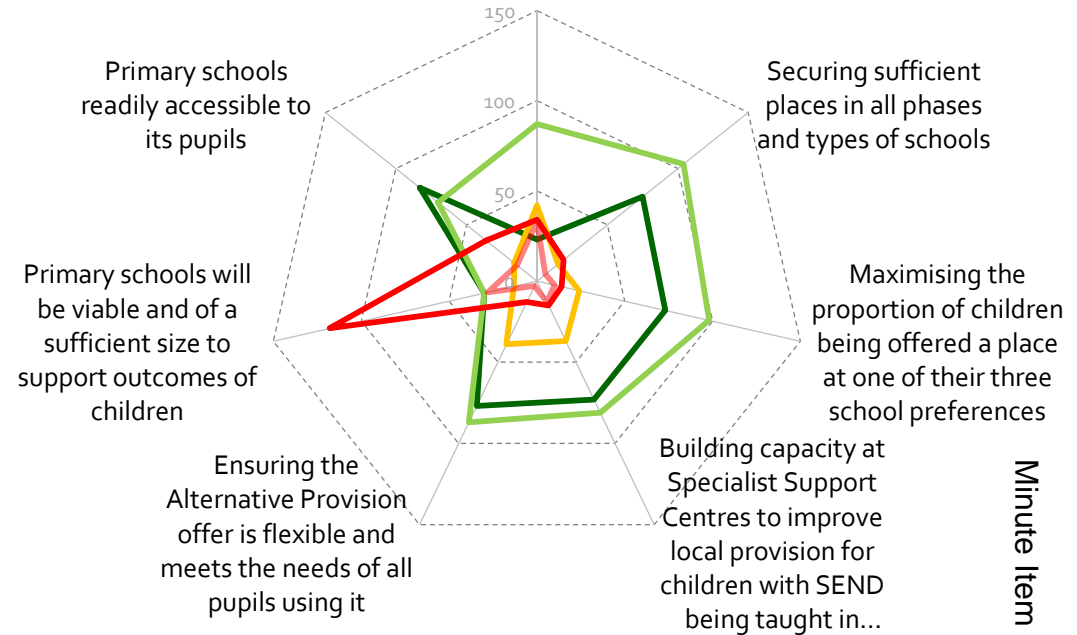 150
100
50
0
Securing sufficient
places in all phases
and types of schools
Maximising the
proportion of children
being offered a place
at one of their three
school preferences
Building capacity at
Specialist Support
Centres to improve
local provision for
children with SEND
being taught in...
Ensuring the
Alternative Provision
offer is flexible and
meets the needs of all
pupils using it
Primary schools will
be viable and of a
sufficient size to
support outcomes of
children
Primary schools
readily accessible to
its pupils
Minute Item